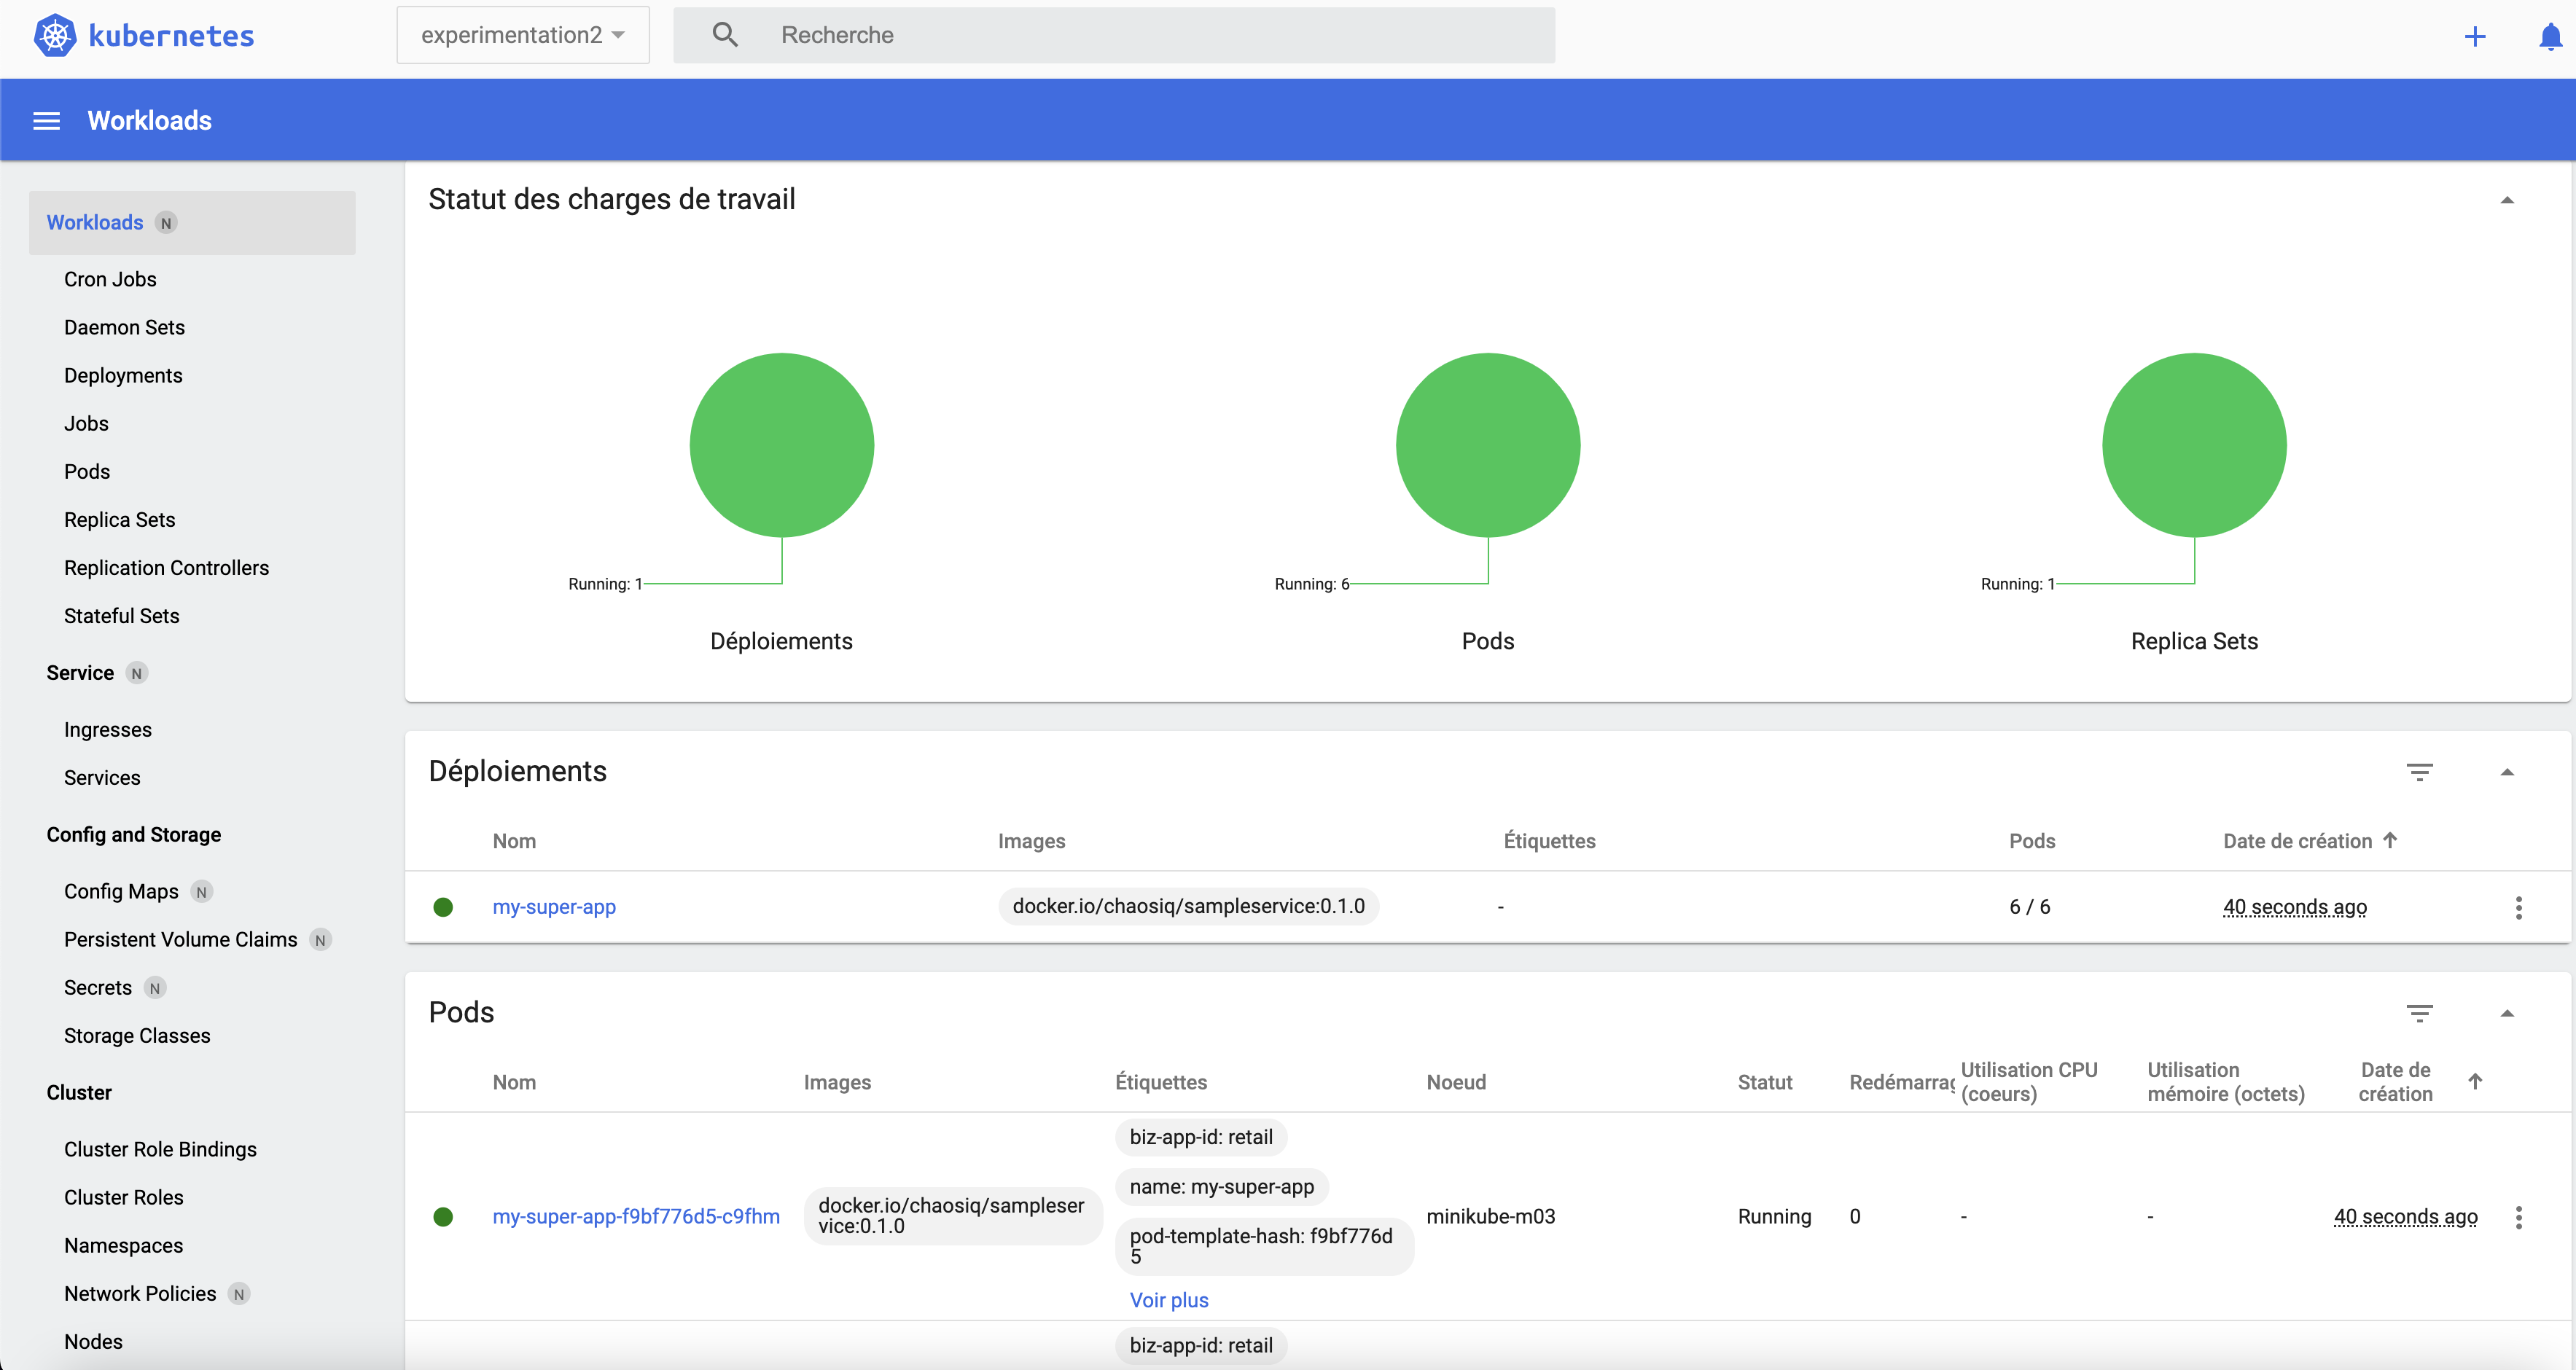 kubernetes
experimentation2
Recherche
Workloads
Workloads N
Cron Jobs
Daemon Sets
Deployments
Jobs
Pods
Replica Sets
Replication Controllers
Stateful Sets
Service N
Ingresses
Services
Config and Storage
Config Maps N
Persistent Volume Claims N
Secrets N
Storage Classes
Cluster
Cluster Role Bindings
Cluster Roles
Namespaces
Network Policies N
Nodes
Statut des charges de travail
Running: 1
Déploiements
Running: 6
Pods
Running: 1
Replica Sets
Déploiements
Nom Images Étiquettes Pods Date de création
my-super-app docker.io/chaosiq/sampleservice:0.1.0 - 6 / 6 40 seconds ago
Pods
Nom Images Étiquettes Noeud Statut Redémarrag Utilisation CPU (coeurs) Utilisation mémoire (octets) Date de création
my-super-app-f9bf776d5-c9fhm
docker.io/chaosiq/sampleser
vice:0.1.0
biz-app-id: retail
name: my-super-app
pod-template-hash: f9bf776d
5
Voir plus
minikube-m03 Running 0 - - 40 seconds ago
biz-app-id: retail